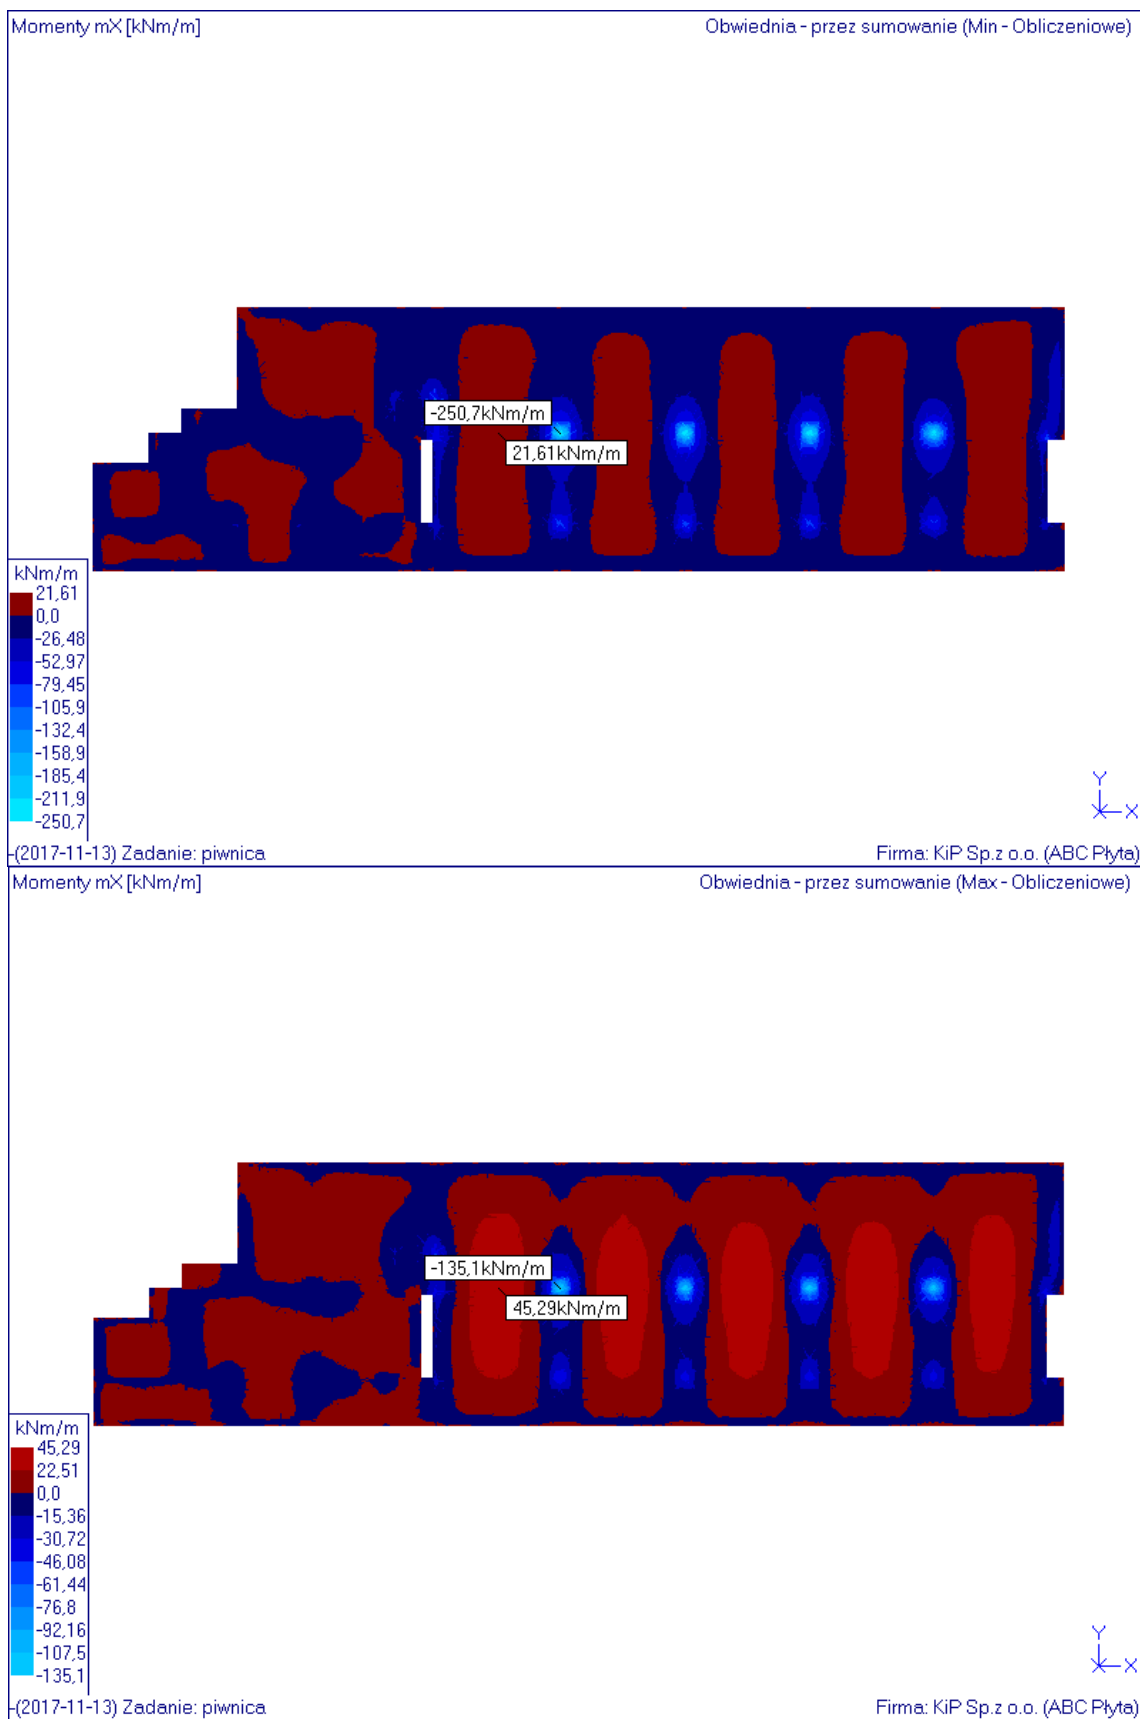 Momenty mX [kNm/m] Obwiednia - przez sumowanie (Min - Obliczeniowe)
-250,7kNm/m
21,61kNm/m
kNm/m
21,61
0,0
-26,48
-52,97
-79,45
-105,9
-132,4
-158,9
-185,4
-211,9
-250,7
Y
X
-(2017-11-13) Zadanie: piwnica Firma: KiP Sp.z o.o. (ABC Płyta)
Momenty mX [kNm/m] Obwiednia - przez sumowanie (Max - Obliczeniowe)
-135,1kNm/m
45,29kNm/m
kNm/m
45,29
22,51
0,0
-15,36
-30,72
-46,08
-61,44
-76,8
-92,16
-107,5
-135,1
Y
X
-(2017-11-13) Zadanie: piwnica Firma: KiP Sp.z o.o. (ABC Płyta)